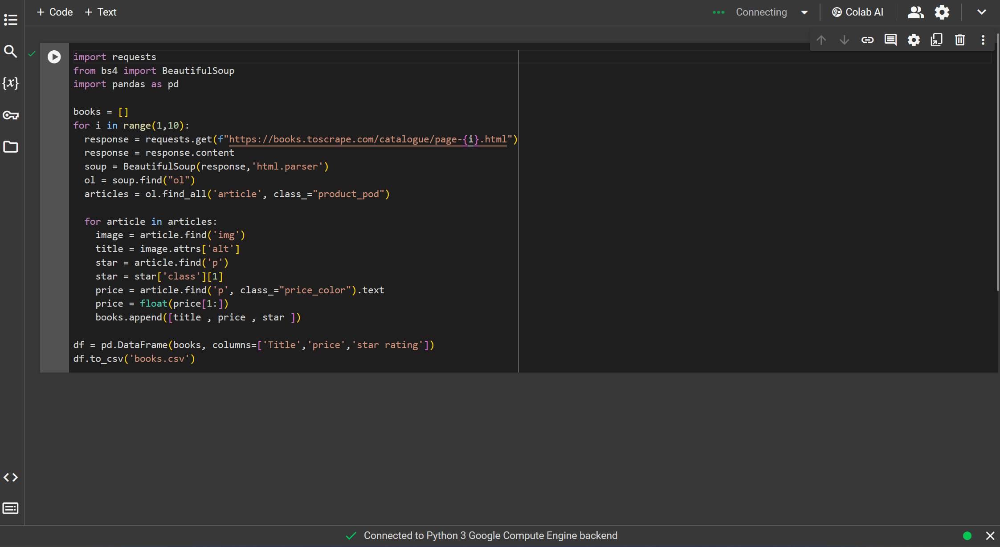 + Code + Text
Connecting
Colab AI
{x}
import requests
from bs4 import BeautifulSoup
import pandas as pd

books = []
for i in range(1,10):
  response = requests.get(f"https://books.toscrape.com/catalogue/page-{i}.html")
  response = response.content
  soup = BeautifulSoup(response,'html.parser')
  ol = soup.find("ol")
  articles = ol.find_all('article', class_="product_pod")

  for article in articles:
    image = article.find('img')
    title = image.attrs['alt']
    star = article.find('p')
    star = star['class'][1]
    price = article.find('p', class_="price_color").text
    price = float(price[1:])
    books.append([title , price , star ])

df = pd.DataFrame(books, columns=['Title','price','star rating'])
df.to_csv('books.csv')
Connected to Python 3 Google Compute Engine backend